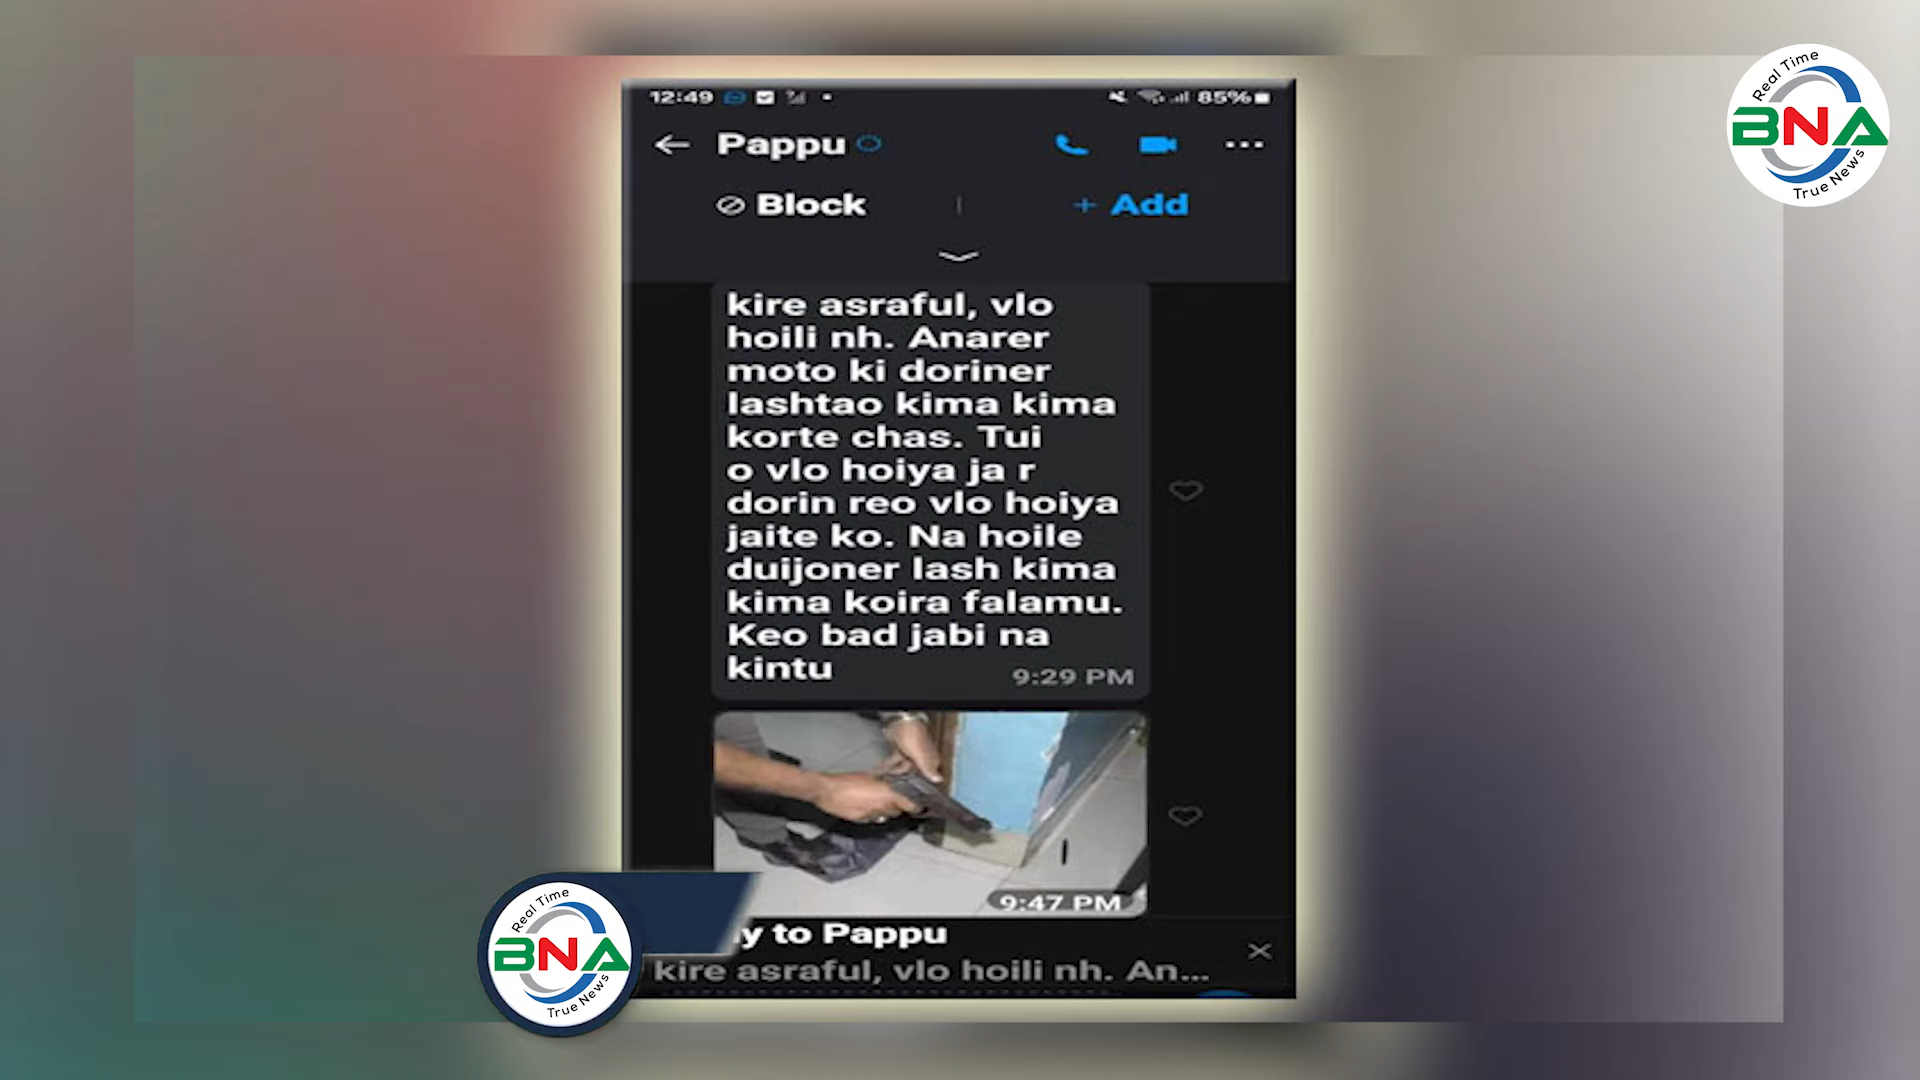 Real Time
BNA
True News
12:49
85%
Pappu
Block
+ Add
kire asraful, vlo
hoili nh. Anarer
moto ki doriner
lashtao kima kima
korte chas. Tui
o vlo hoiya ja r
dorin reo vlo hoiya
jaite ko. Na hoile
duijoner lash kima
kima koira falamu.
Keo bad jabi na
kintu
9:29 PM
9:47 PM
to Pappu
kire asraful, vlo hoili nh. An...
Real Time
BNA
True News